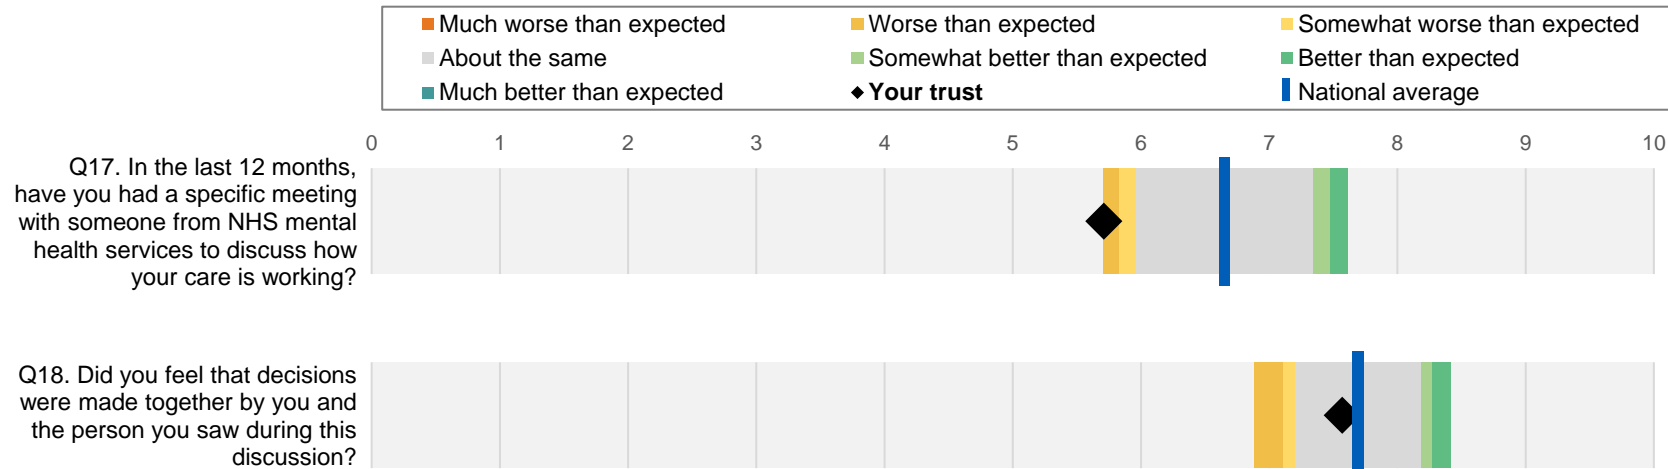 Much worse than expected
Worse than expected
Somewhat worse than expected
About the same
Somewhat better than expected
Better than expected
Much better than expected
Your trust
National average
0 1 2 3 4 5 6 7 8 9 10
Q17. In the last 12 months,
have you had a specific meeting
with someone from NHS mental
health services to discuss how
your care is working?
Q18. Did you feel that decisions
were made together by you and
the person you saw during this
discussion?